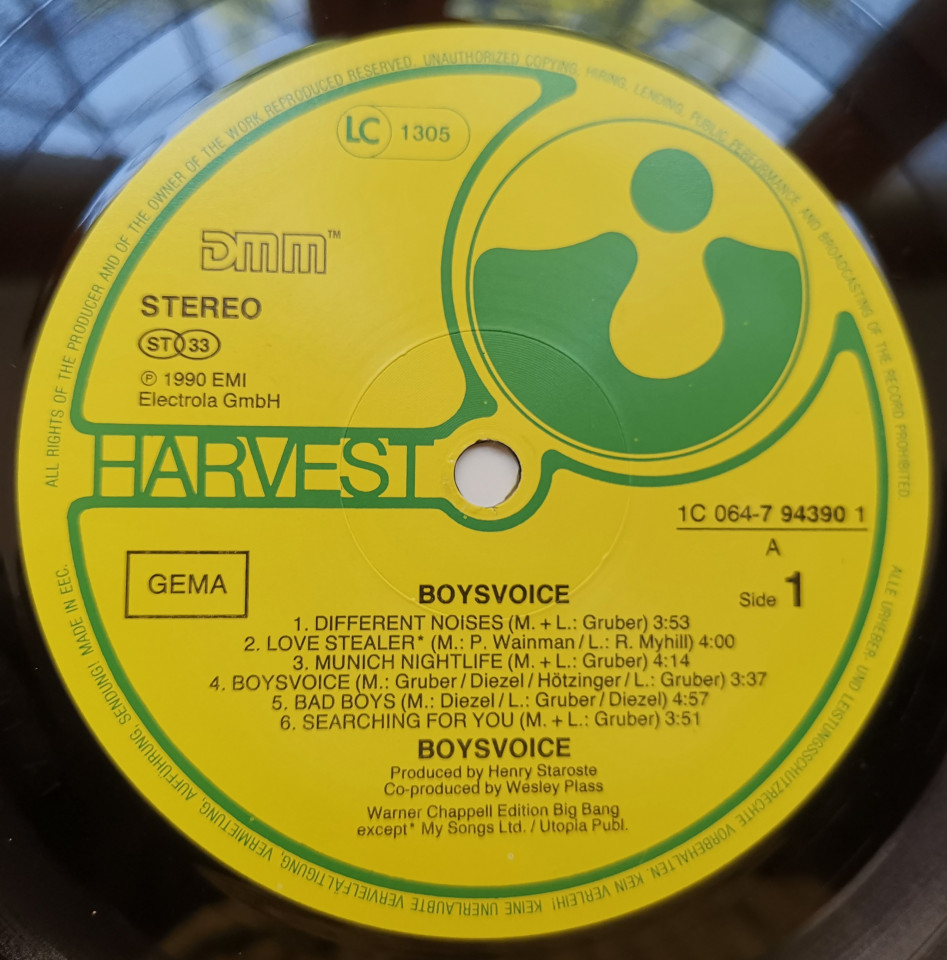 ALL RIGHTS OF THE PRODUCER AND OF THE OWNER OF THE WORK REPRODUCED RESERVED. UNAUTHORIZED COPYING, HIRING, LENDING, PUBLIC PERFORMANCE AND BROADCASTING OF THE RECORD PROHIBITED
LC 1305
DMM™
STEREO
ST 33
℗ 1990 EMI
Electrola GmbH
HARVEST
1C 064-7 94390 1
A
Side 1
GEMA
BOYSVOICE
1. DIFFERENT NOISES (M. + L.: Gruber) 3:53
2. LOVE STEALER* (M.: P. Wainman / L.: R. Myhill) 4:00
3. MUNICH NIGHTLIFE (M. + L.: Gruber) 4:14
4. BOYSVOICE (M.: Gruber / Diezel / Hötzinger / L.: Gruber) 3:37
5. BAD BOYS (M.: Diezel / L.: Gruber / Diezel) 4:57
6. SEARCHING FOR YOU (M. + L.: Gruber) 3:51
BOYSVOICE
Produced by Henry Staroste
Co-produced by Wesley Plass
Warner Chappell Edition Big Bang
except* My Songs Ltd. / Utopia Publ.
ALLE URHEBER- UND LEISTUNGSSCHUTZRECHTE VORBEHALTEN. KEIN VERLEIH! KEINE UNERLAUBTE VERVIELFÄLTIGUNG, VERMIETUNG, AUFFÜHRUNG, SENDUNG! MADE IN EEC.